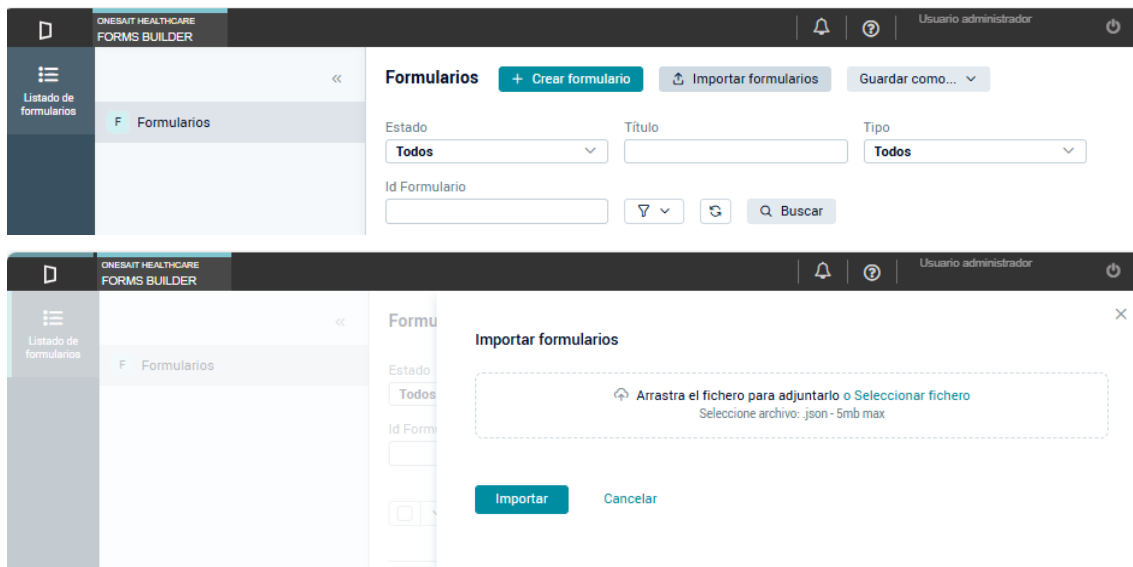 ONESAIT HEALTHCARE
FORMS BUILDER
Usuario administrador
Listado de
formularios
F Formularios
Formularios
+ Crear formulario
Importar formularios
Guardar como...
Estado
Título
Tipo
Todos
Todos
Id Formulario
Buscar
ONESAIT HEALTHCARE
FORMS BUILDER
Usuario administrador
Listado de
formularios
F Formularios
Formu
Estado
Todos
Id Formu
Importar formularios
Arrastra el fichero para adjuntarlo o Seleccionar fichero
Seleccione archivo: .json - 5mb max
Importar
Cancelar